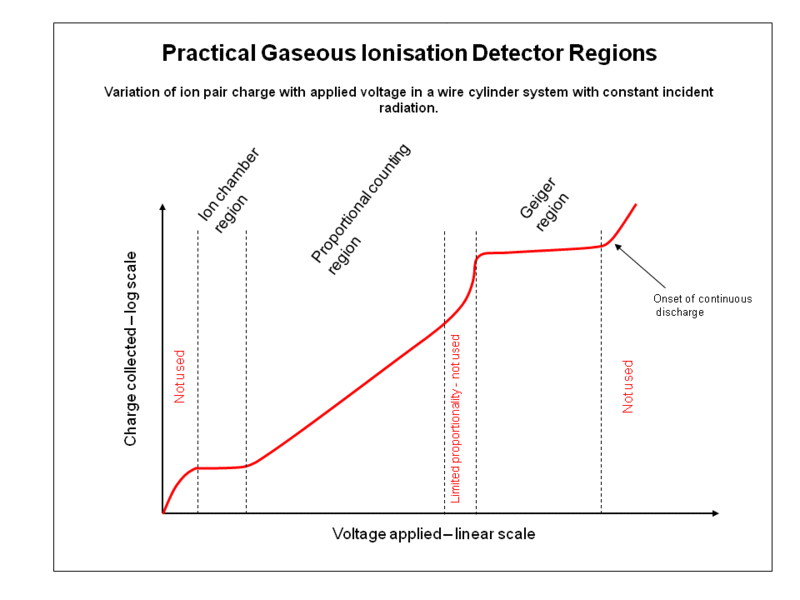 Practical Gaseous Ionisation Detector Regions
Variation of ion pair charge with applied voltage in a wire cylinder system with constant incident
radiation.
Ion chamber
region
Proportional counting
region
Geiger
region
Charge collected – log scale
Not used
Limited proportionality - not used
Onset of continuous
discharge
Not used
Voltage applied – linear scale